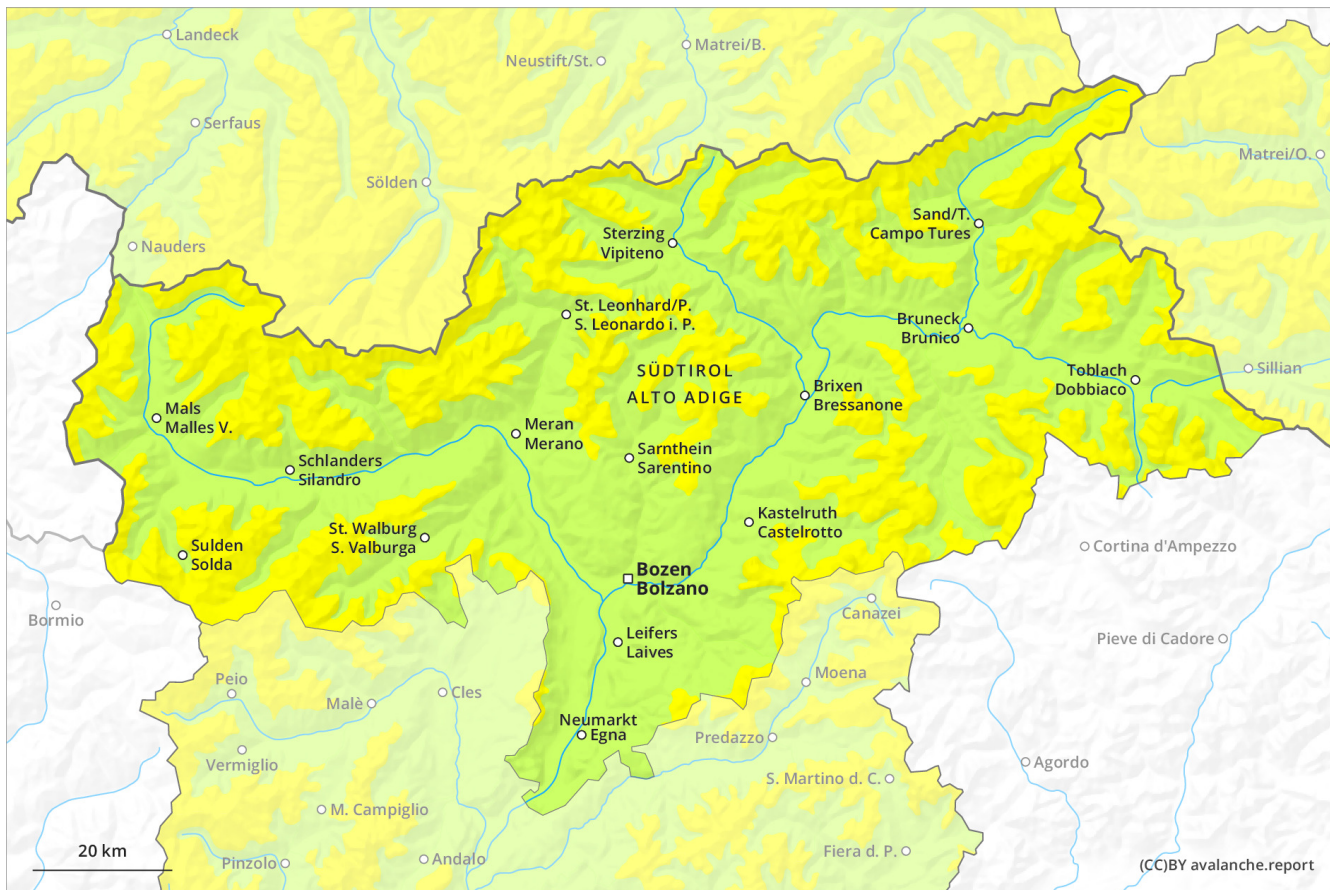 Landeck
Matrei/B.
Neustift/St.
Serfaus
Matrei/O.
Sölden
Sand/T.
Campo Tures
Sterzing
Vipiteno
Nauders
St. Leonhard/P.
S. Leonardo i. P.
Bruneck
Brunico
SÜDTIROL
ALTO ADIGE
Toblach
Dobbiaco
Sillian
Brixen
Bressanone
Mals
Malles V.
Meran
Merano
Schlanders
Silandro
Sarnthein
Sarentino
Kastelruth
Castelrotto
St. Walburg
S. Valburga
Sulden
Solda
Cortina d'Ampezzo
Bozen
Bolzano
Bormio
Canazei
Leifers
Laives
Pieve di Cadore
Peio
Moena
Malè
Cles
Neumarkt
Egna
Predazzo
Vermiglio
Agordo
S. Martino d. C.
M. Campiglio
20 km
Pinzolo
Andalo
Fiera d. P.
(CC)BY avalanche.report